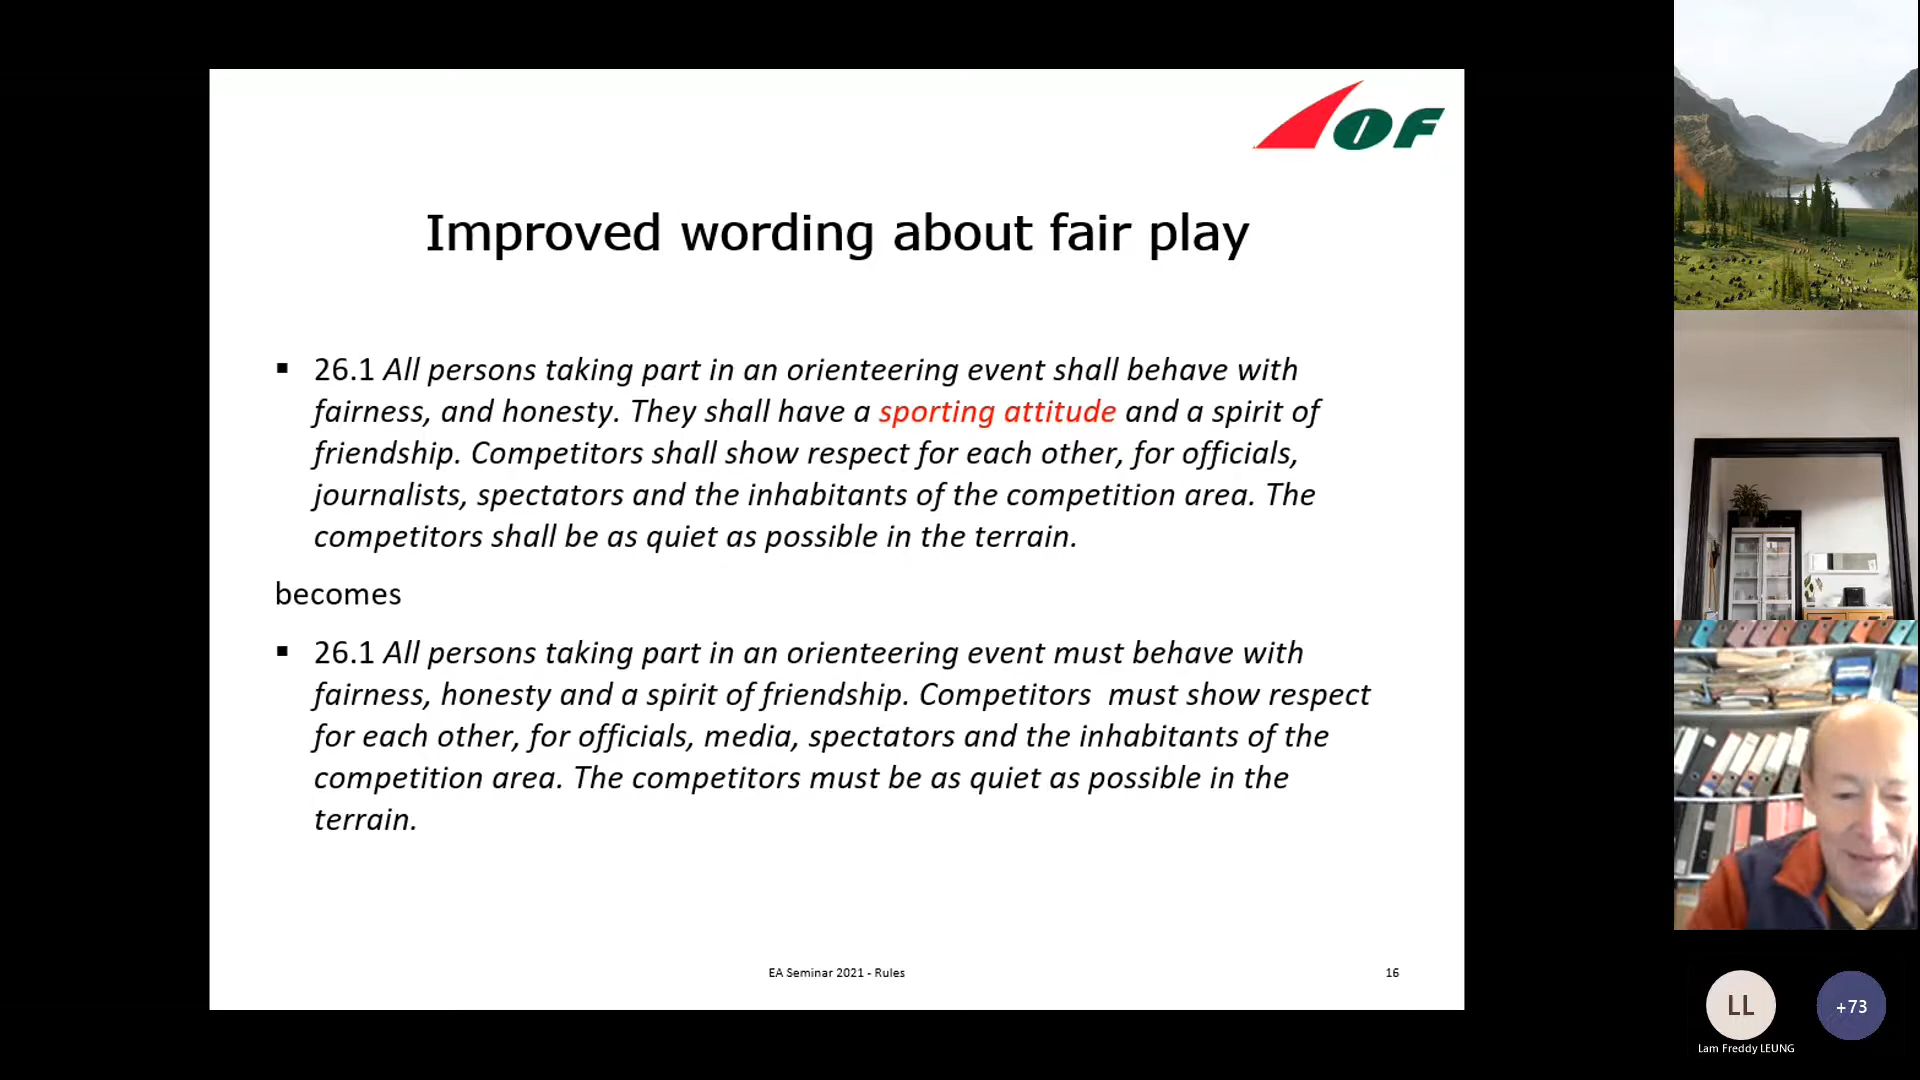 IOF
Improved wording about fair play
▪ 26.1 All persons taking part in an orienteering event shall behave with
fairness, and honesty. They shall have a sporting attitude and a spirit of
friendship. Competitors shall show respect for each other, for officials,
journalists, spectators and the inhabitants of the competition area. The
competitors shall be as quiet as possible in the terrain.
becomes
▪ 26.1 All persons taking part in an orienteering event must behave with
fairness, honesty and a spirit of friendship. Competitors  must show respect
for each other, for officials, media, spectators and the inhabitants of the
competition area. The competitors must be as quiet as possible in the
terrain.
EA Seminar 2021 - Rules
16
LL
+73
Lam Freddy LEUNG